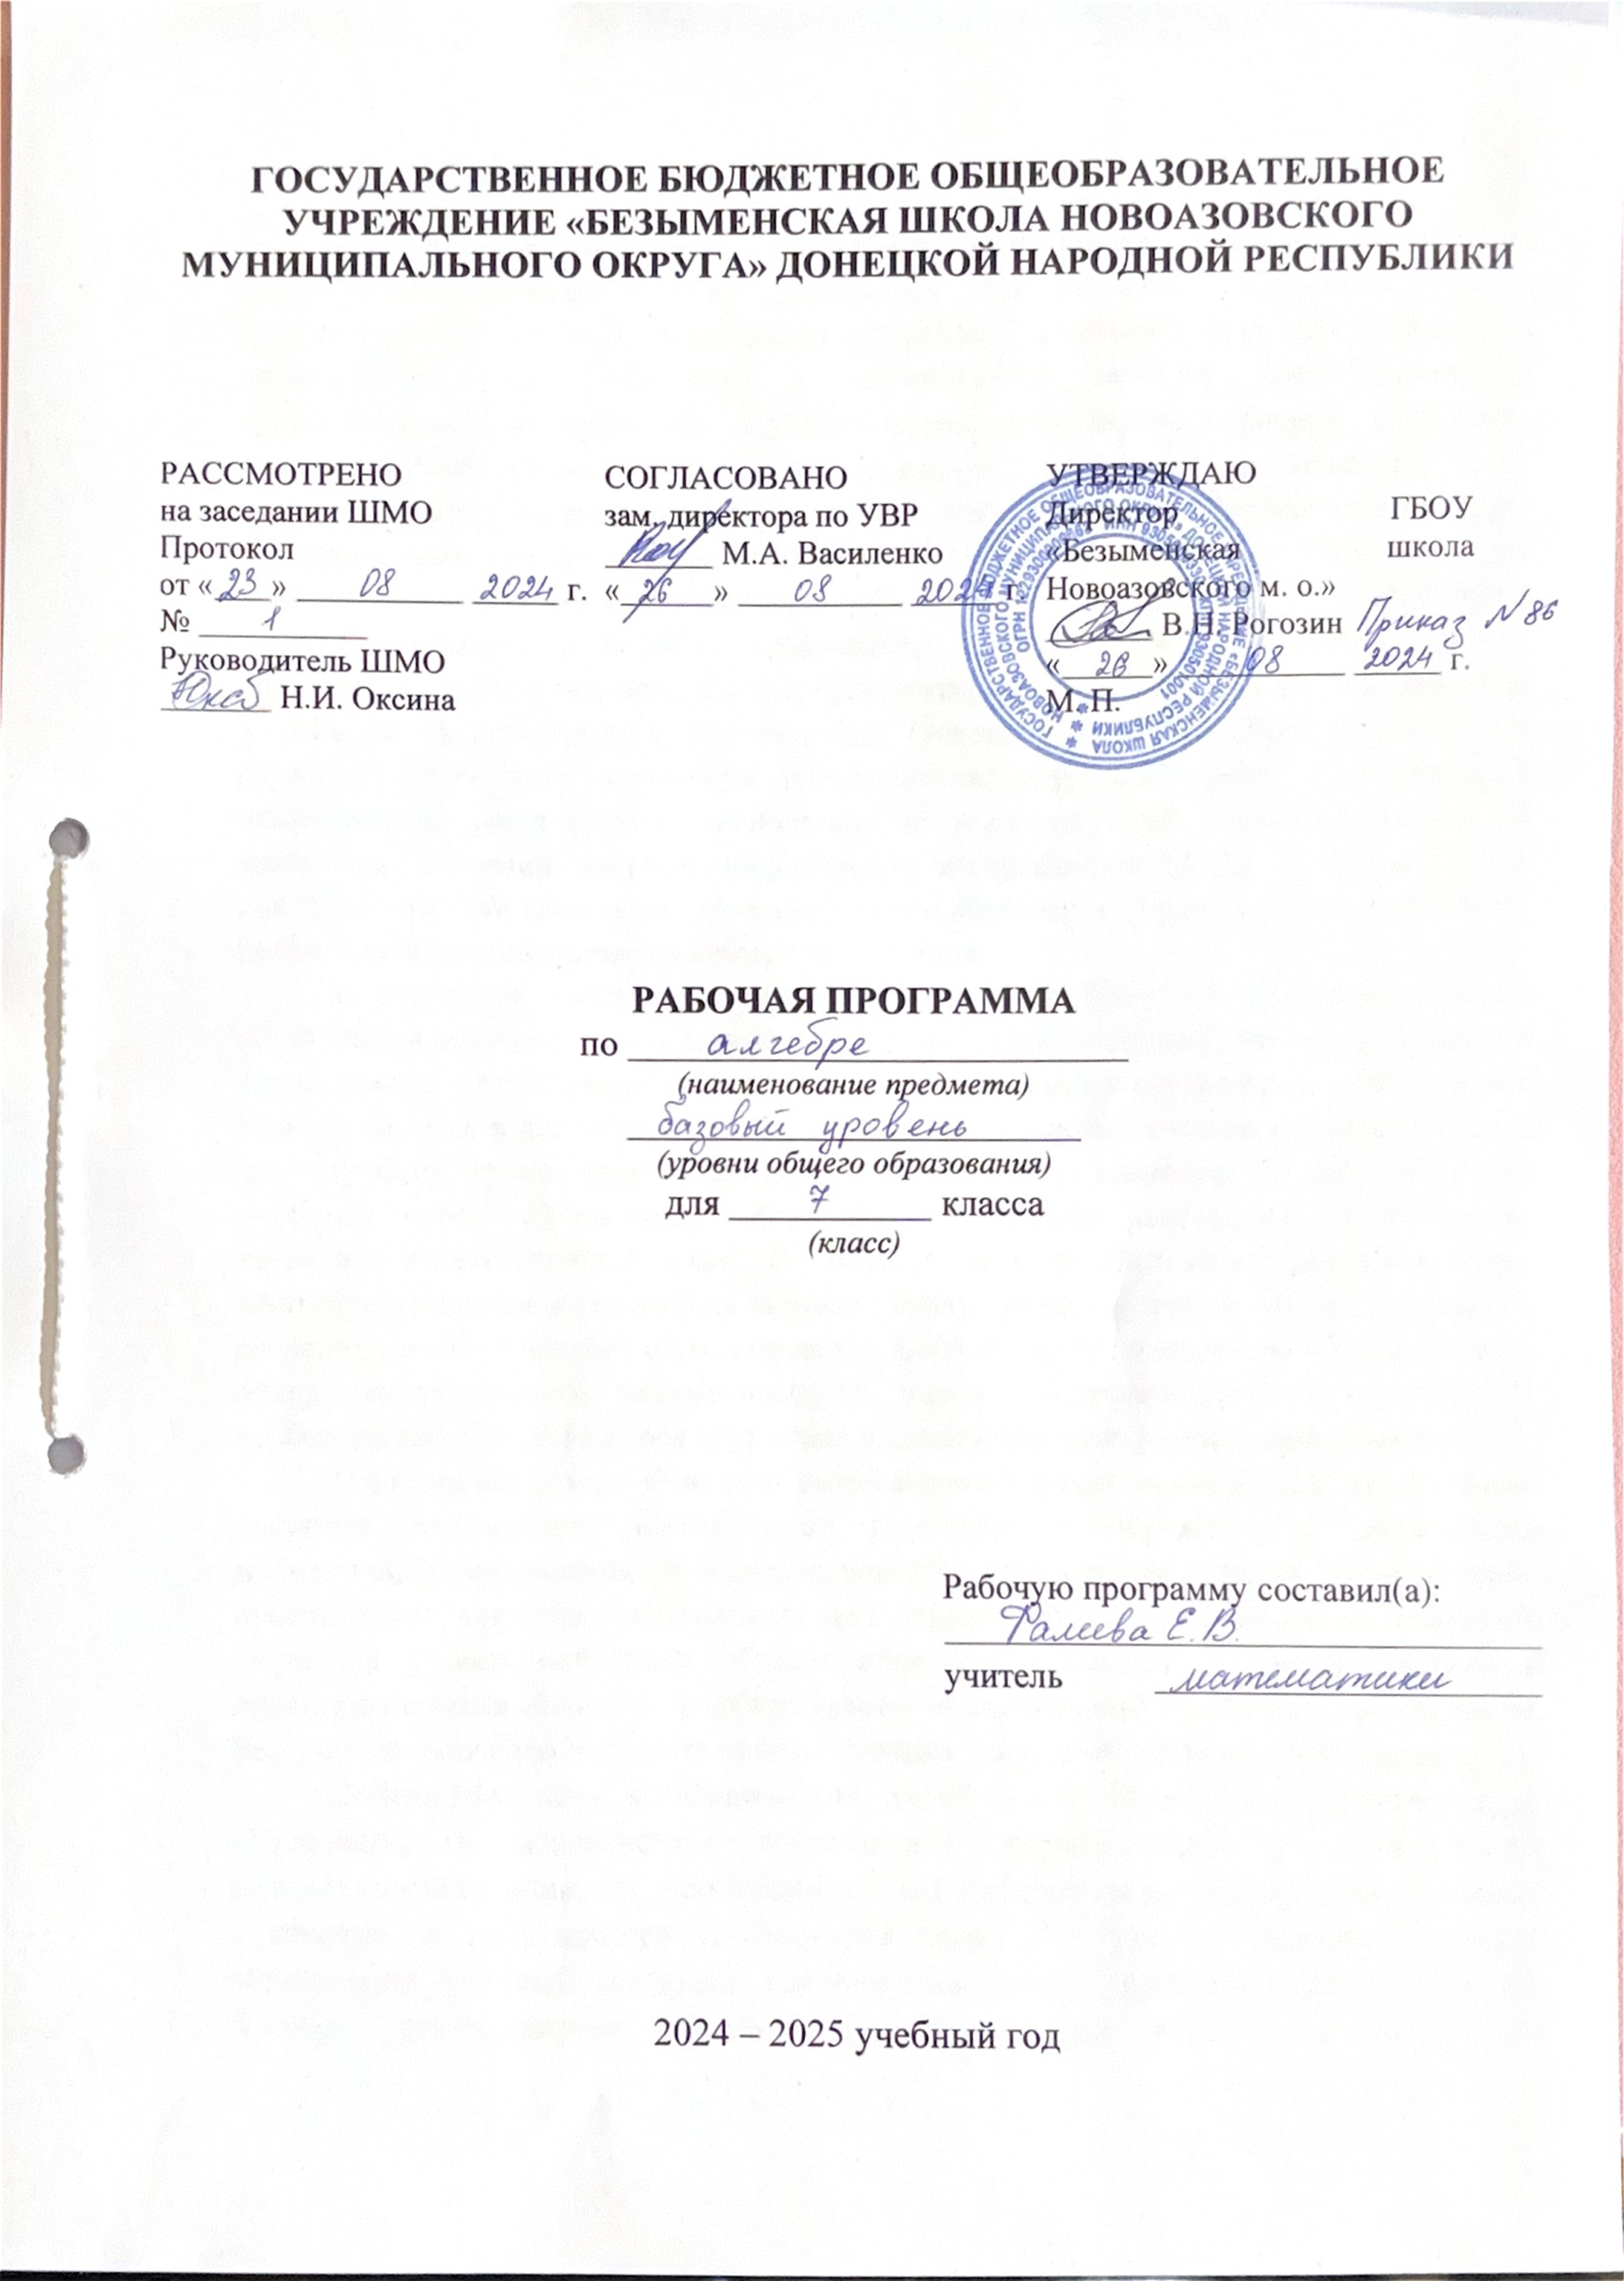 ГОСУДАРСТВЕННОЕ БЮДЖЕТНОЕ ОБЩЕОБРАЗОВАТЕЛЬНОЕ
УЧРЕЖДЕНИЕ «БЕЗЫМЕНСКАЯ ШКОЛА НОВОАЗОВСКОГО
МУНИЦИПАЛЬНОГО ОКРУГА» ДОНЕЦКОЙ НАРОДНОЙ РЕСПУБЛИКИ
РАССМОТРЕНО
на заседании ШМО
Протокол
от «23» 08 2024 г.
№ 1
Руководитель ШМО
Н.И. Оксина
СОГЛАСОВАНО
зам. директора по УВР
М.А. Василенко
«26» 08 2024 г.
УТВЕРЖДАЮ
Директор ГБОУ
«Безыменская школа
Новоазовского м. о.»
В.Н. Рогозин Приказ № 86
«26» 08 2024 г.
М. П.
РАБОЧАЯ ПРОГРАММА
по алгебре
(наименование предмета)
базовый уровень
(уровни общего образования)
для 7 класса
(класс)
Рабочую программу составил(а):
Фалеева Е.В.
учитель математики
2024 – 2025 учебный год